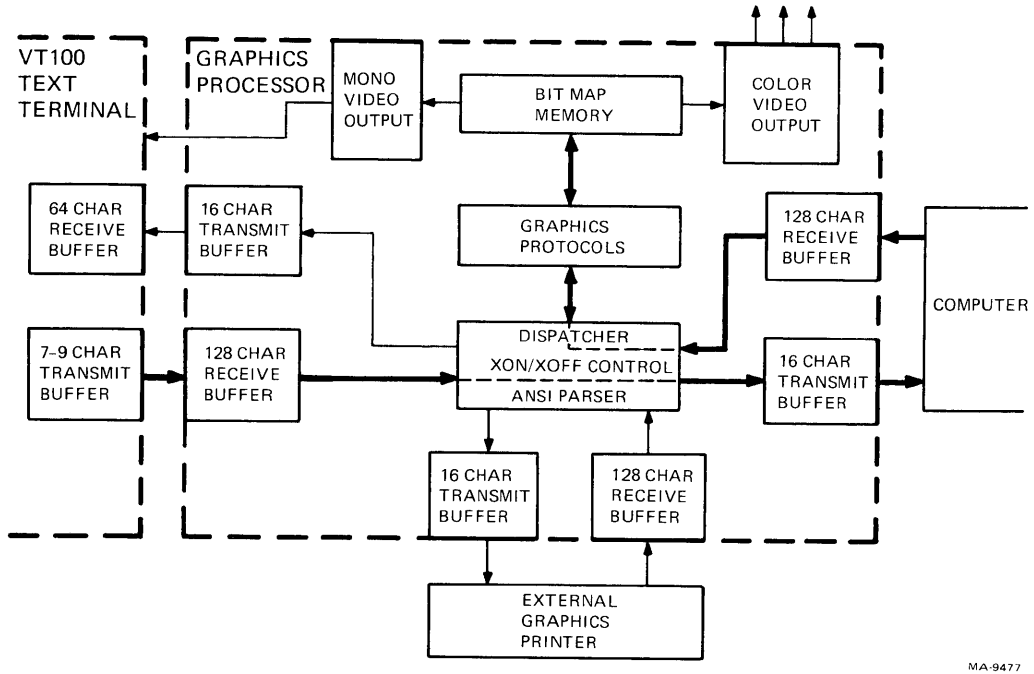 VT100
TEXT
TERMINAL
GRAPHICS
PROCESSOR
MONO
VIDEO
OUTPUT
BIT MAP
MEMORY
COLOR
VIDEO
OUTPUT
64 CHAR
RECEIVE
BUFFER
16 CHAR
TRANSMIT
BUFFER
GRAPHICS
PROTOCOLS
128 CHAR
RECEIVE
BUFFER
COMPUTER
7-9 CHAR
TRANSMIT
BUFFER
128 CHAR
RECEIVE
BUFFER
DISPATCHER
XON/XOFF CONTROL
ANSI PARSER
16 CHAR
TRANSMIT
BUFFER
16 CHAR
TRANSMIT
BUFFER
128 CHAR
RECEIVE
BUFFER
EXTERNAL
GRAPHICS
PRINTER
MA-9477